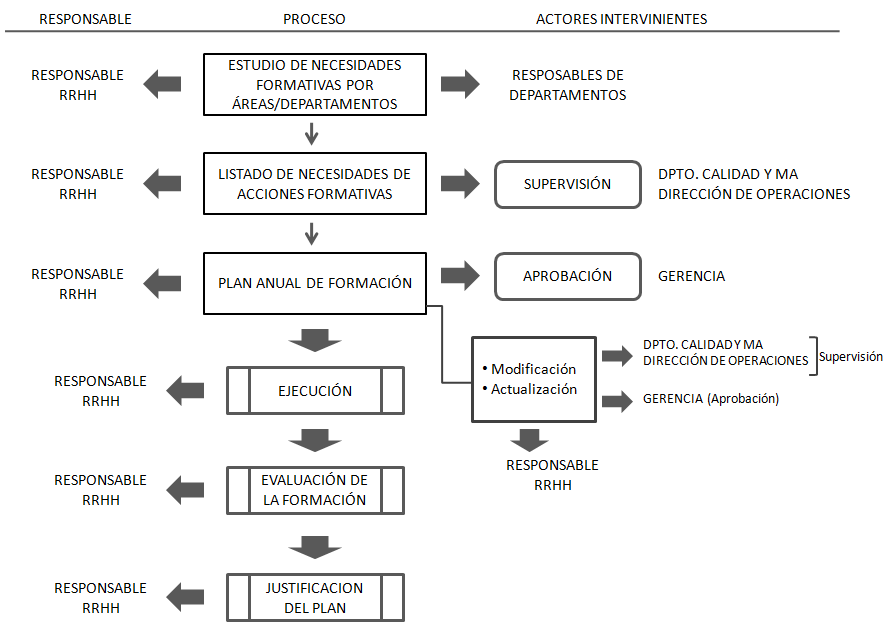 RESPONSABLE
PROCESO
ACTORES INTERVINIENTES
RESPONSABLE
RRHH
ESTUDIO DE NECESIDADES
FORMATIVAS POR
ÁREAS/DEPARTAMENTOS
RESPOSABLES DE
DEPARTAMENTOS
RESPONSABLE
RRHH
LISTADO DE NECESIDADES DE
ACCIONES FORMATIVAS
SUPERVISIÓN
DPTO. CALIDAD Y MA
DIRECCIÓN DE OPERACIONES
RESPONSABLE
RRHH
PLAN ANUAL DE FORMACIÓN
APROBACIÓN
GERENCIA
• Modificación
• Actualización
DPTO. CALIDAD Y MA
DIRECCIÓN DE OPERACIONES
Supervisión
GERENCIA (Aprobación)
RESPONSABLE
RRHH
RESPONSABLE
RRHH
EJECUCIÓN
RESPONSABLE
RRHH
EVALUACIÓN DE
LA FORMACIÓN
RESPONSABLE
RRHH
JUSTIFICACION
DEL PLAN